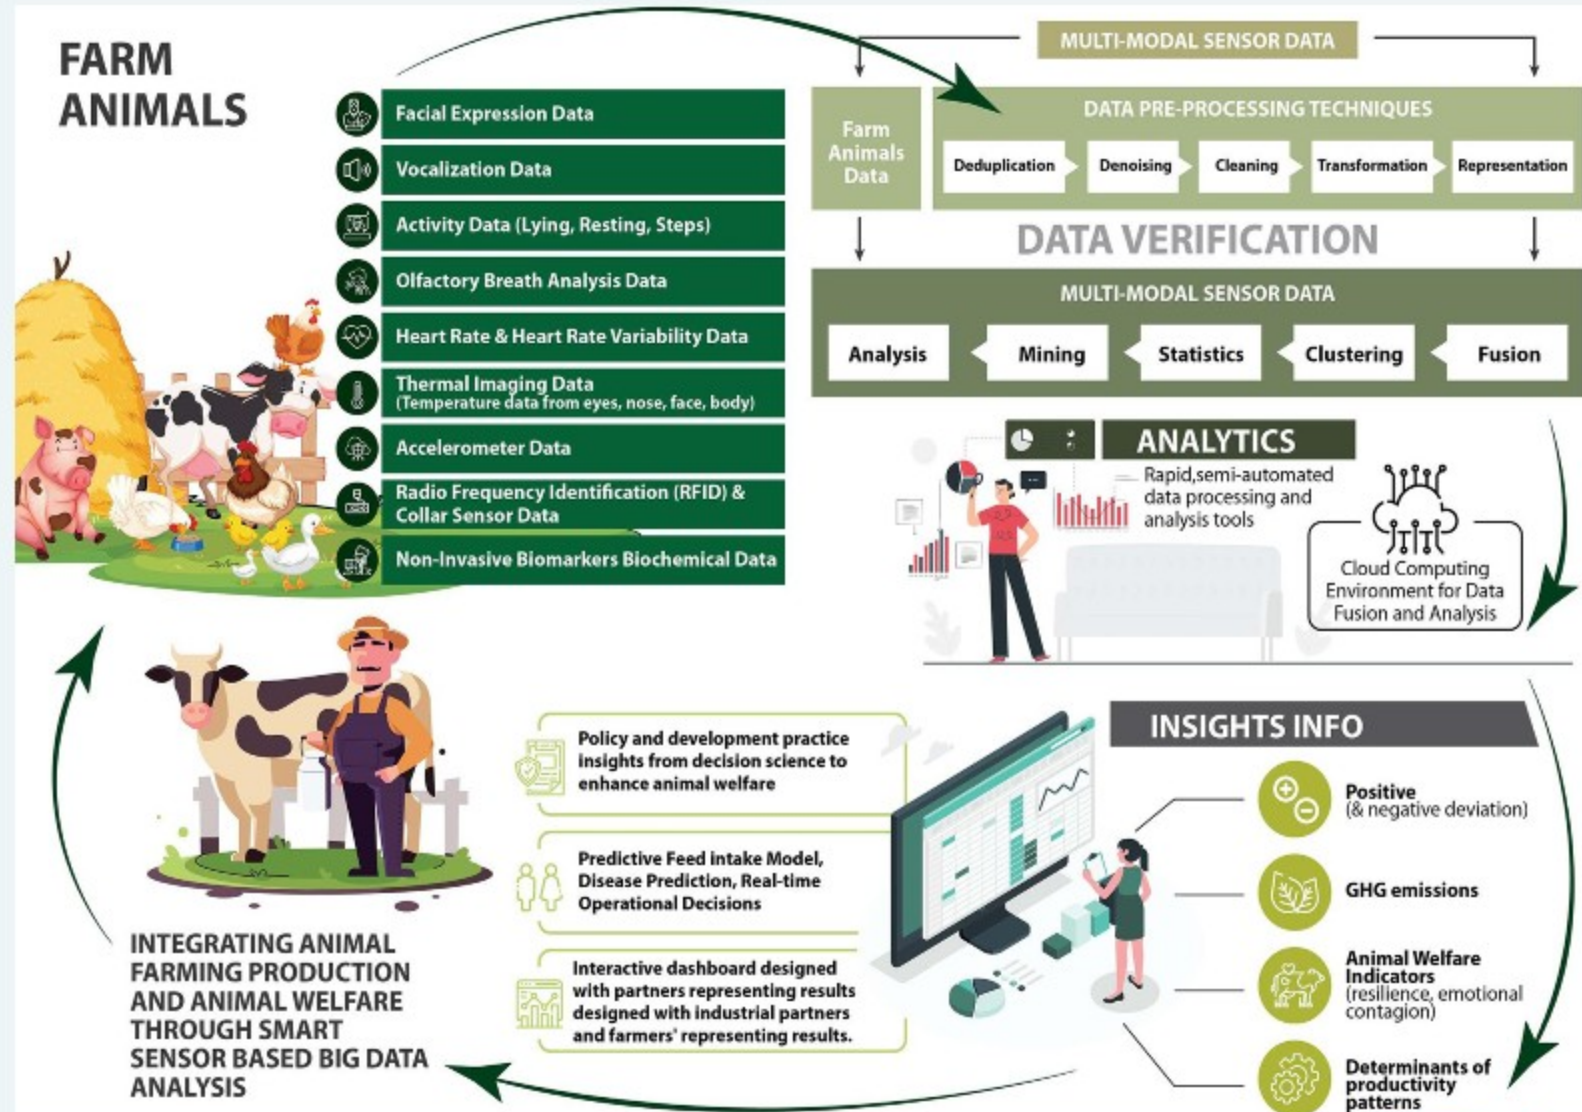 FARM
ANIMALS
Facial Expression Data
Vocalization Data
Activity Data (Lying, Resting, Steps)
Olfactory Breath Analysis Data
Heart Rate & Heart Rate Variability Data
Thermal Imaging Data
(Temperature data from eyes, nose, face, body)
Accelerometer Data
Radio Frequency Identification (RFID) &
Collar Sensor Data
Non-Invasive Biomarkers Biochemical Data
MULTI-MODAL SENSOR DATA
Farm
Animals
Data
DATA PRE-PROCESSING TECHNIQUES
Deduplication
Denoising
Cleaning
Transformation
Representation
DATA VERIFICATION
MULTI-MODAL SENSOR DATA
Analysis
Mining
Statistics
Clustering
Fusion
ANALYTICS
Rapid,semi-automated
data processing and
analysis tools
Cloud Computing
Environment for Data
Fusion and Analysis
INSIGHTS INFO
Positive
(& negative deviation)
GHG emissions
Animal Welfare
Indicators
(resilience, emotional
contagion)
Determinants of
productivity
patterns
Policy and development practice
insights from decision science to
enhance animal welfare
Predictive Feed intake Model,
Disease Prediction, Real-time
Operational Decisions
Interactive dashboard designed
with partners representing results
designed with industrial partners
and farmers' representing results.
INTEGRATING ANIMAL
FARMING PRODUCTION
AND ANIMAL WELFARE
THROUGH SMART
SENSOR BASED BIG DATA
ANALYSIS